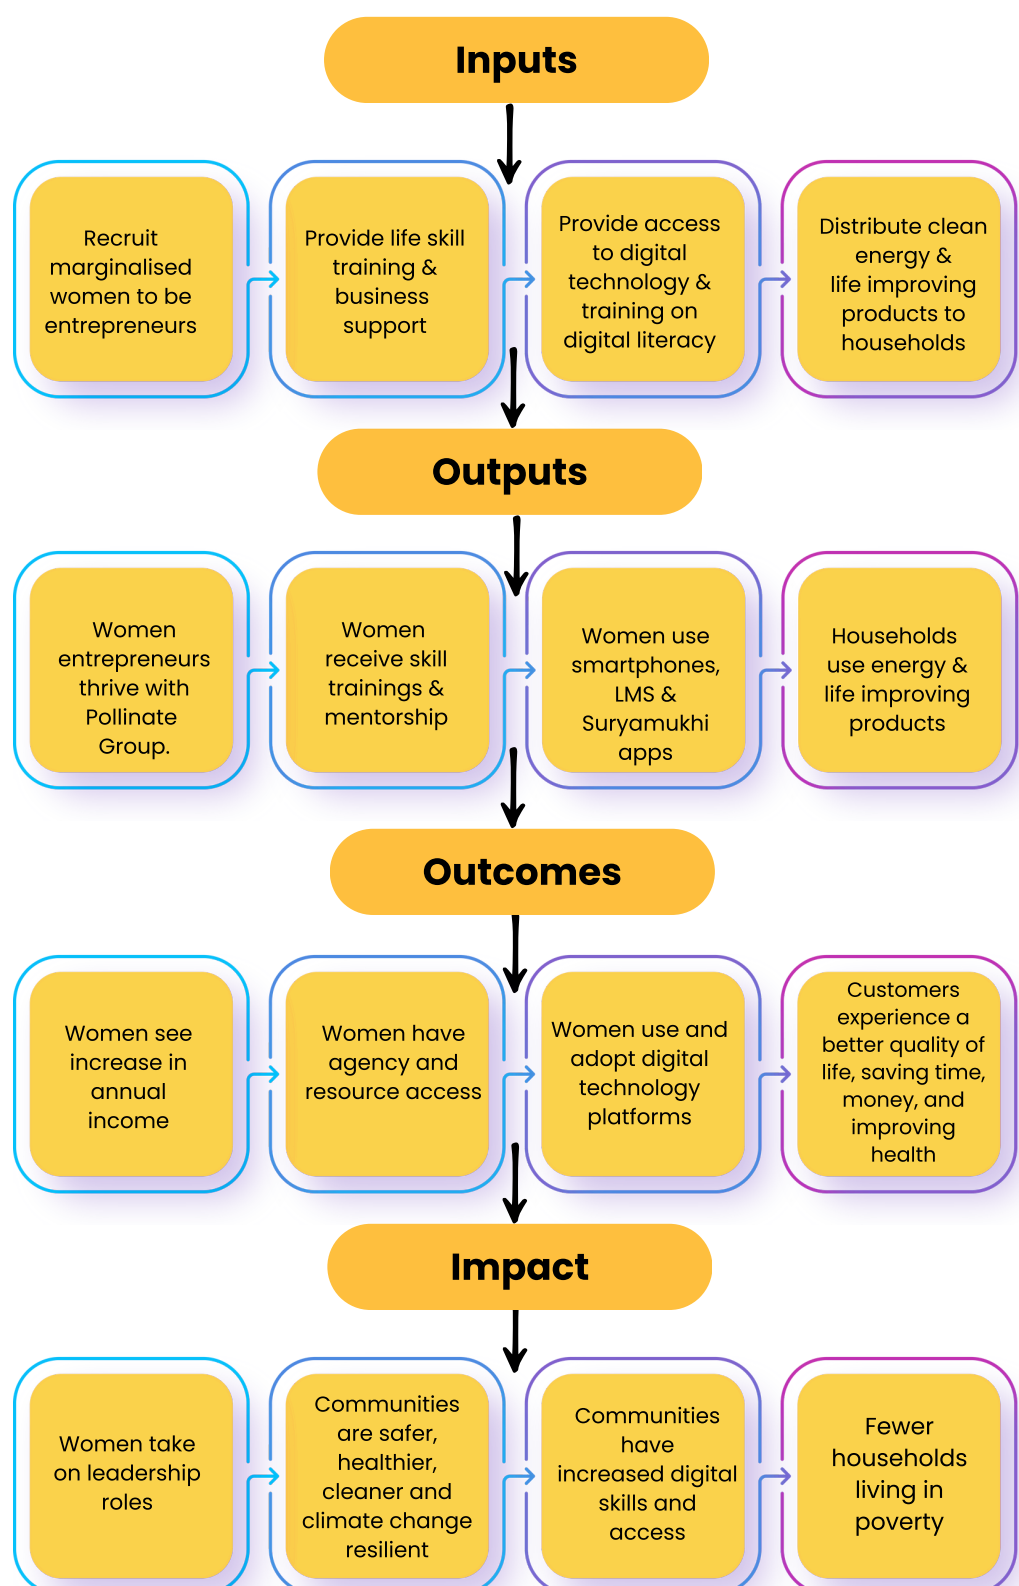 Inputs
Recruit
marginalised
women to be
entrepreneurs
Provide life skill
training &
business
support
Provide access
to digital
technology &
training on
digital literacy
Distribute clean
energy &
life improving
products to
households
Outputs
Women
entrepreneurs
thrive with
Pollinate
Group.
Women
receive skill
trainings &
mentorship
Women use
smartphones,
LMS &
Suryamukhi
apps
Households
use energy &
life improving
products
Outcomes
Women see
increase in
annual
income
Women have
agency and
resource access
Women use and
adopt digital
technology
platforms
Customers
experience a
better quality of
life, saving time,
money, and
improving
health
Impact
Women take
on leadership
roles
Communities
are safer,
healthier,
cleaner and
climate change
resilient
Communities
have
increased digital
skills and
access
Fewer
households
living in
poverty